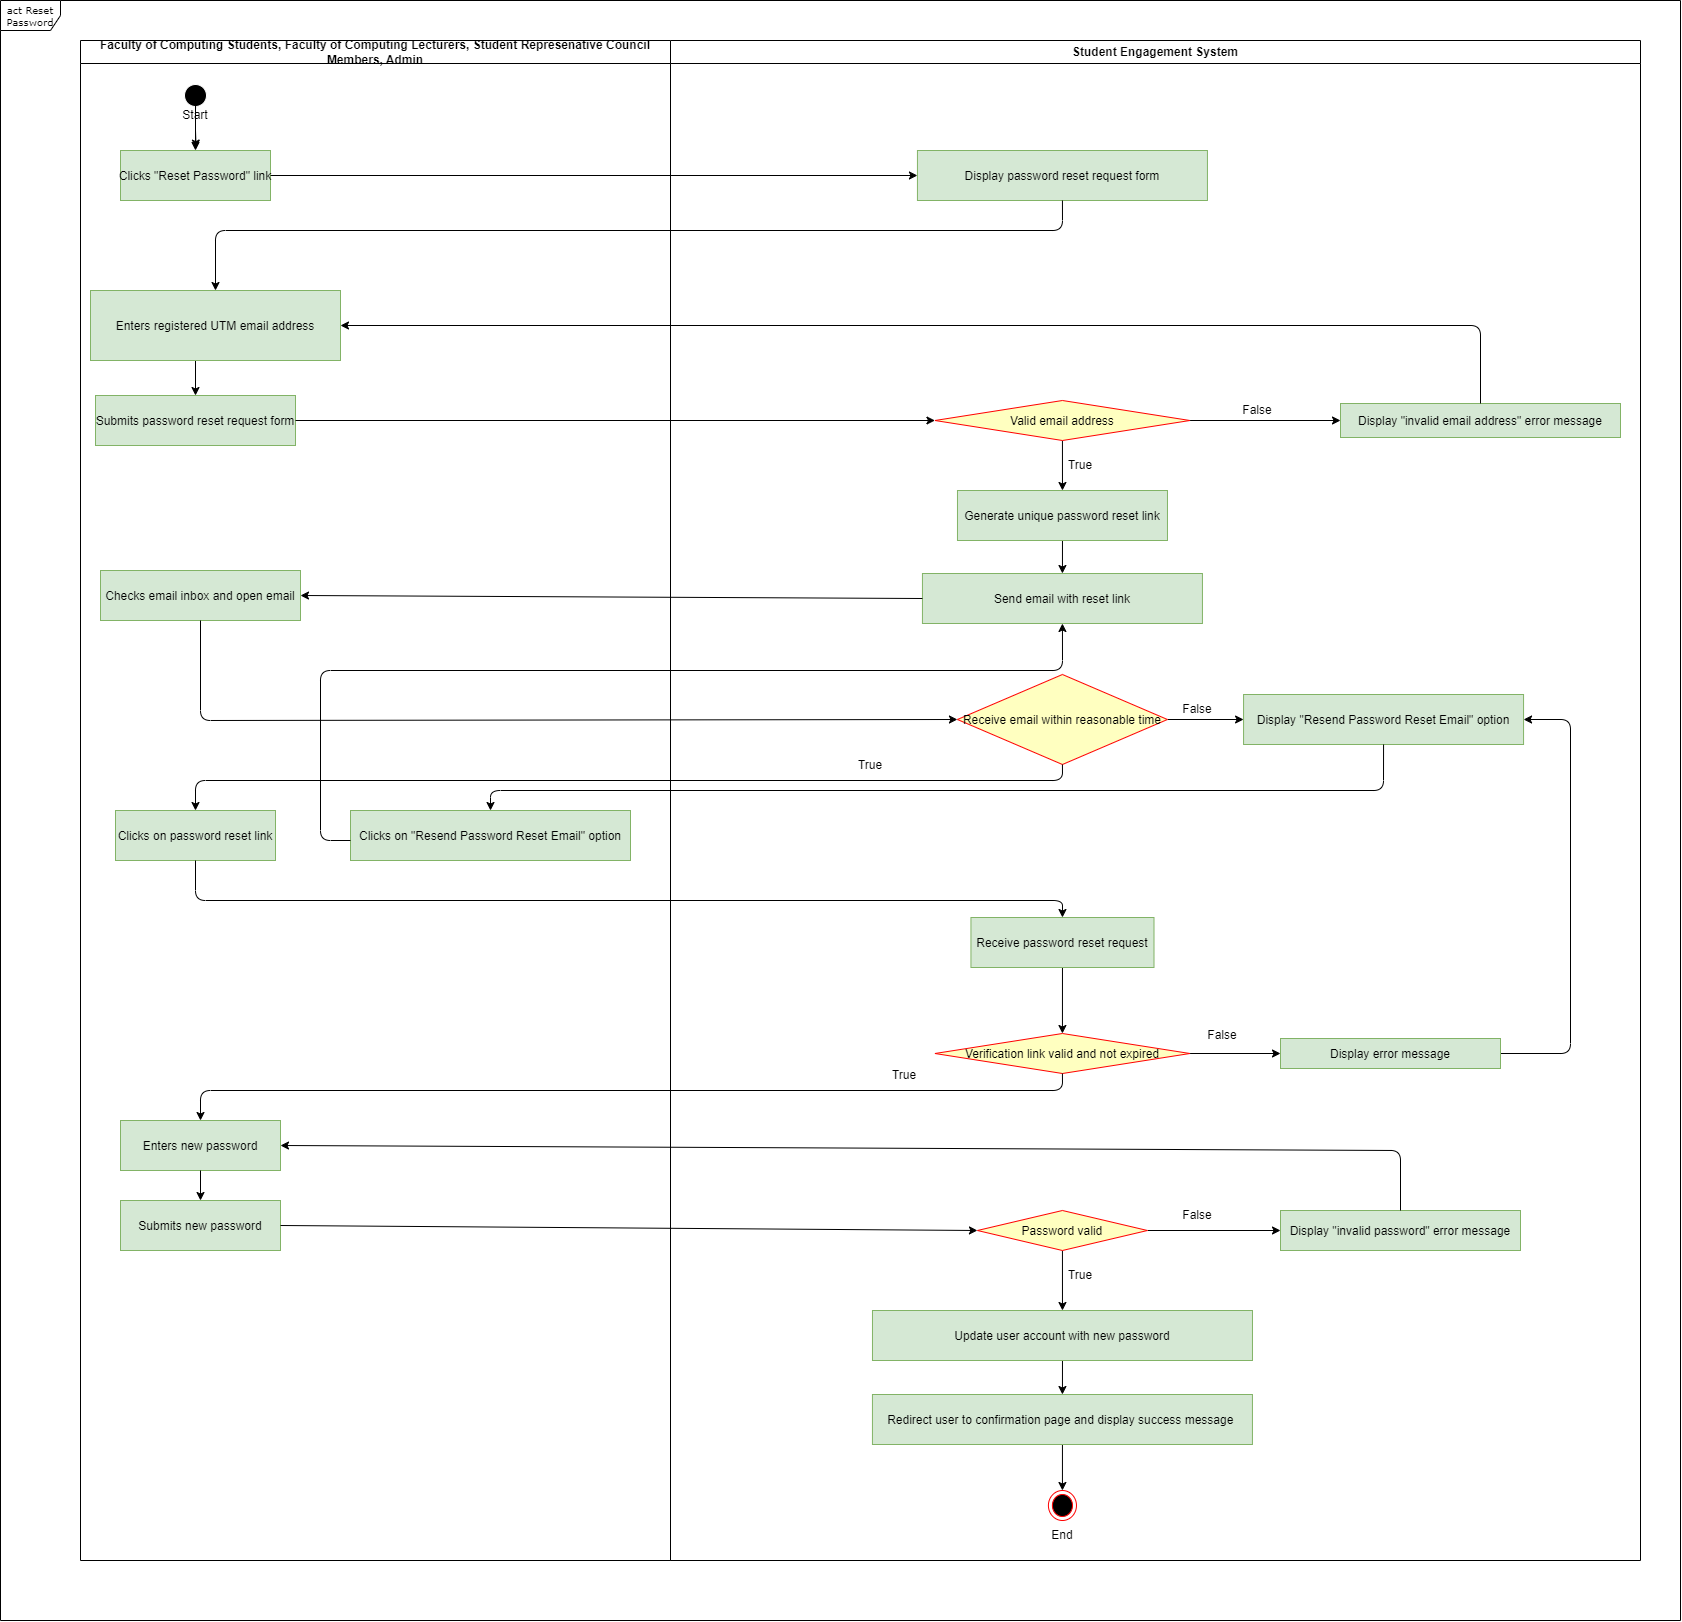 act Reset
Password
Faculty of Computing Students, Faculty of Computing Lecturers, Student Represenative Council
Members, Admin
Student Engagement System
Start
Clicks "Reset Password" link
Display password reset request form
Enters registered UTM email address
Submits password reset request form
Valid email address
False
Display "invalid email address" error message
True
Generate unique password reset link
Checks email inbox and open email
Send email with reset link
Receive email within reasonable time
False
Display "Resend Password Reset Email" option
True
Clicks on password reset link
Clicks on "Resend Password Reset Email" option
Receive password reset request
Verification link valid and not expired
False
Display error message
True
Enters new password
Submits new password
Password valid
False
Display "invalid password" error message
True
Update user account with new password
Redirect user to confirmation page and display success message
End